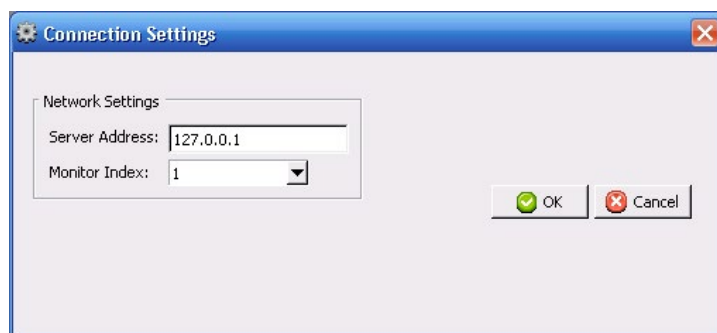 Connection Settings
Network Settings
Server Address: 127.0.0.1
Monitor Index: 1
OK Cancel